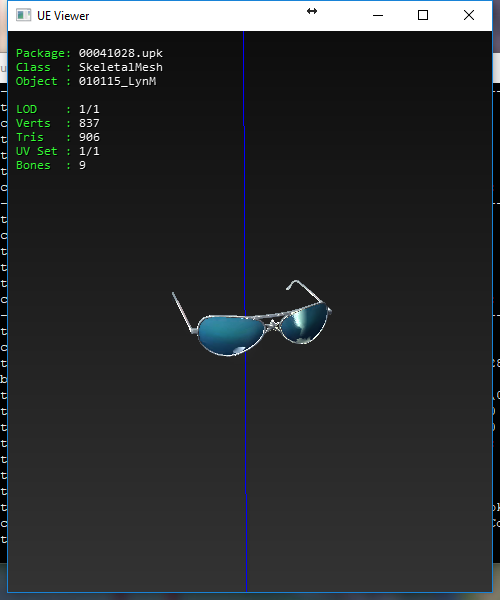 UE Viewer
Package: 00041028.upk
Class : SkeletalMesh
Object : 010115_LynM
LOD : 1/1
Verts : 837
Tris : 906
UV Set : 1/1
Bones : 9